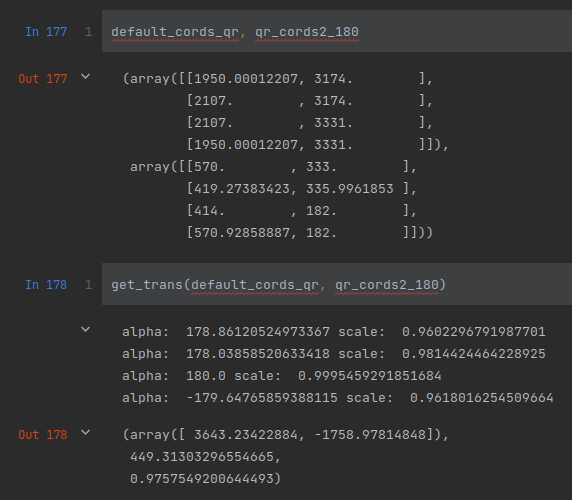 In 177 1 default_cords_qr, qr_cords2_180
Out 177 (array([[1950.00012207, 3174.        ],
[2107.        , 3174.        ],
[2107.        , 3331.        ],
[1950.00012207, 3331.        ]]),
array([[570.        , 333.        ],
[419.27383423, 335.9961853 ],
[414.        , 182.        ],
[570.92858887, 182.        ]]))
In 178 1 get_trans(default_cords_qr, qr_cords2_180)
alpha:  178.86120524973367 scale:  0.9602296791987701
alpha:  178.03858520633418 scale:  0.9814424464228925
alpha:  180.0 scale:  0.9995459291851684
alpha:  -179.64765859388115 scale:  0.9618016254509664
Out 178 (array([ 3643.23422884, -1758.97814848]),
449.31303296554665,
0.9757549200644493)